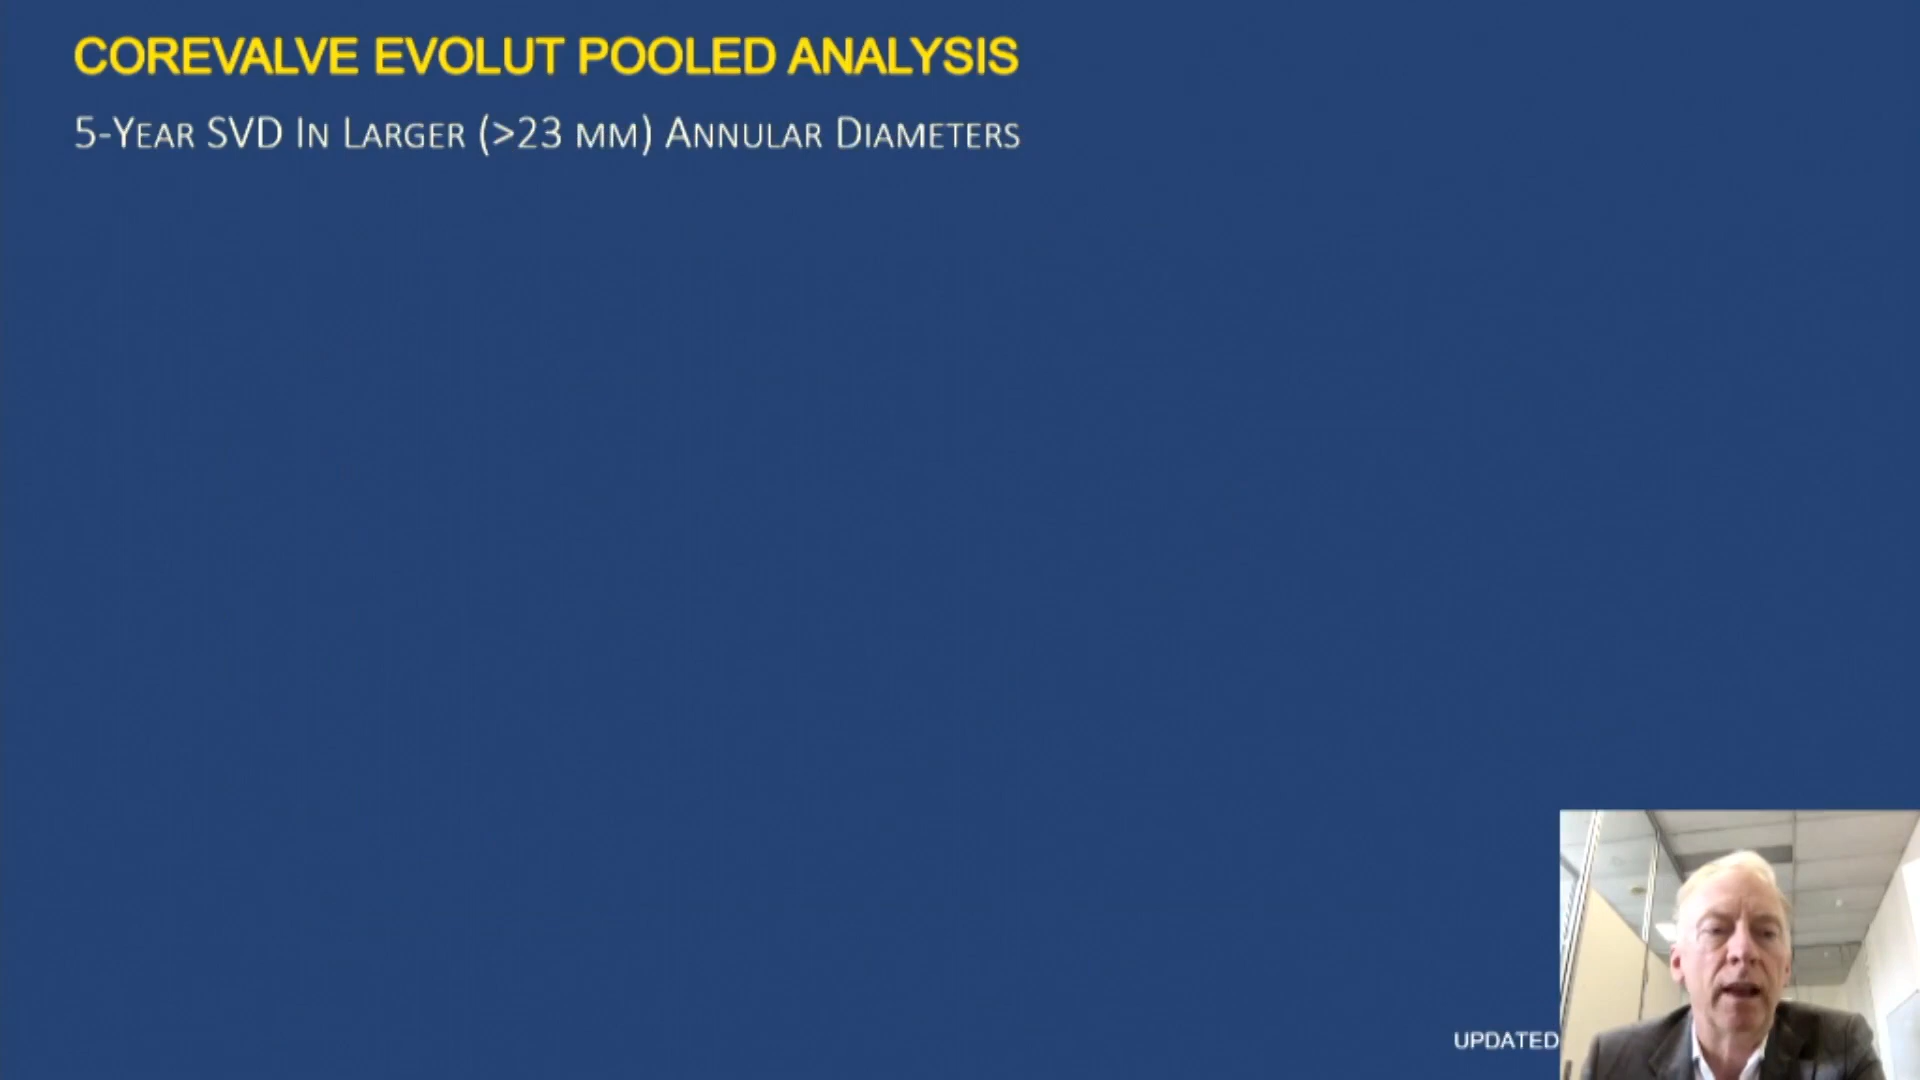 COREVALVE EVOLUT POOLED ANALYSIS
5-YEAR SVD IN LARGER (>23 MM) ANNULAR DIAMETERS
UPDATED